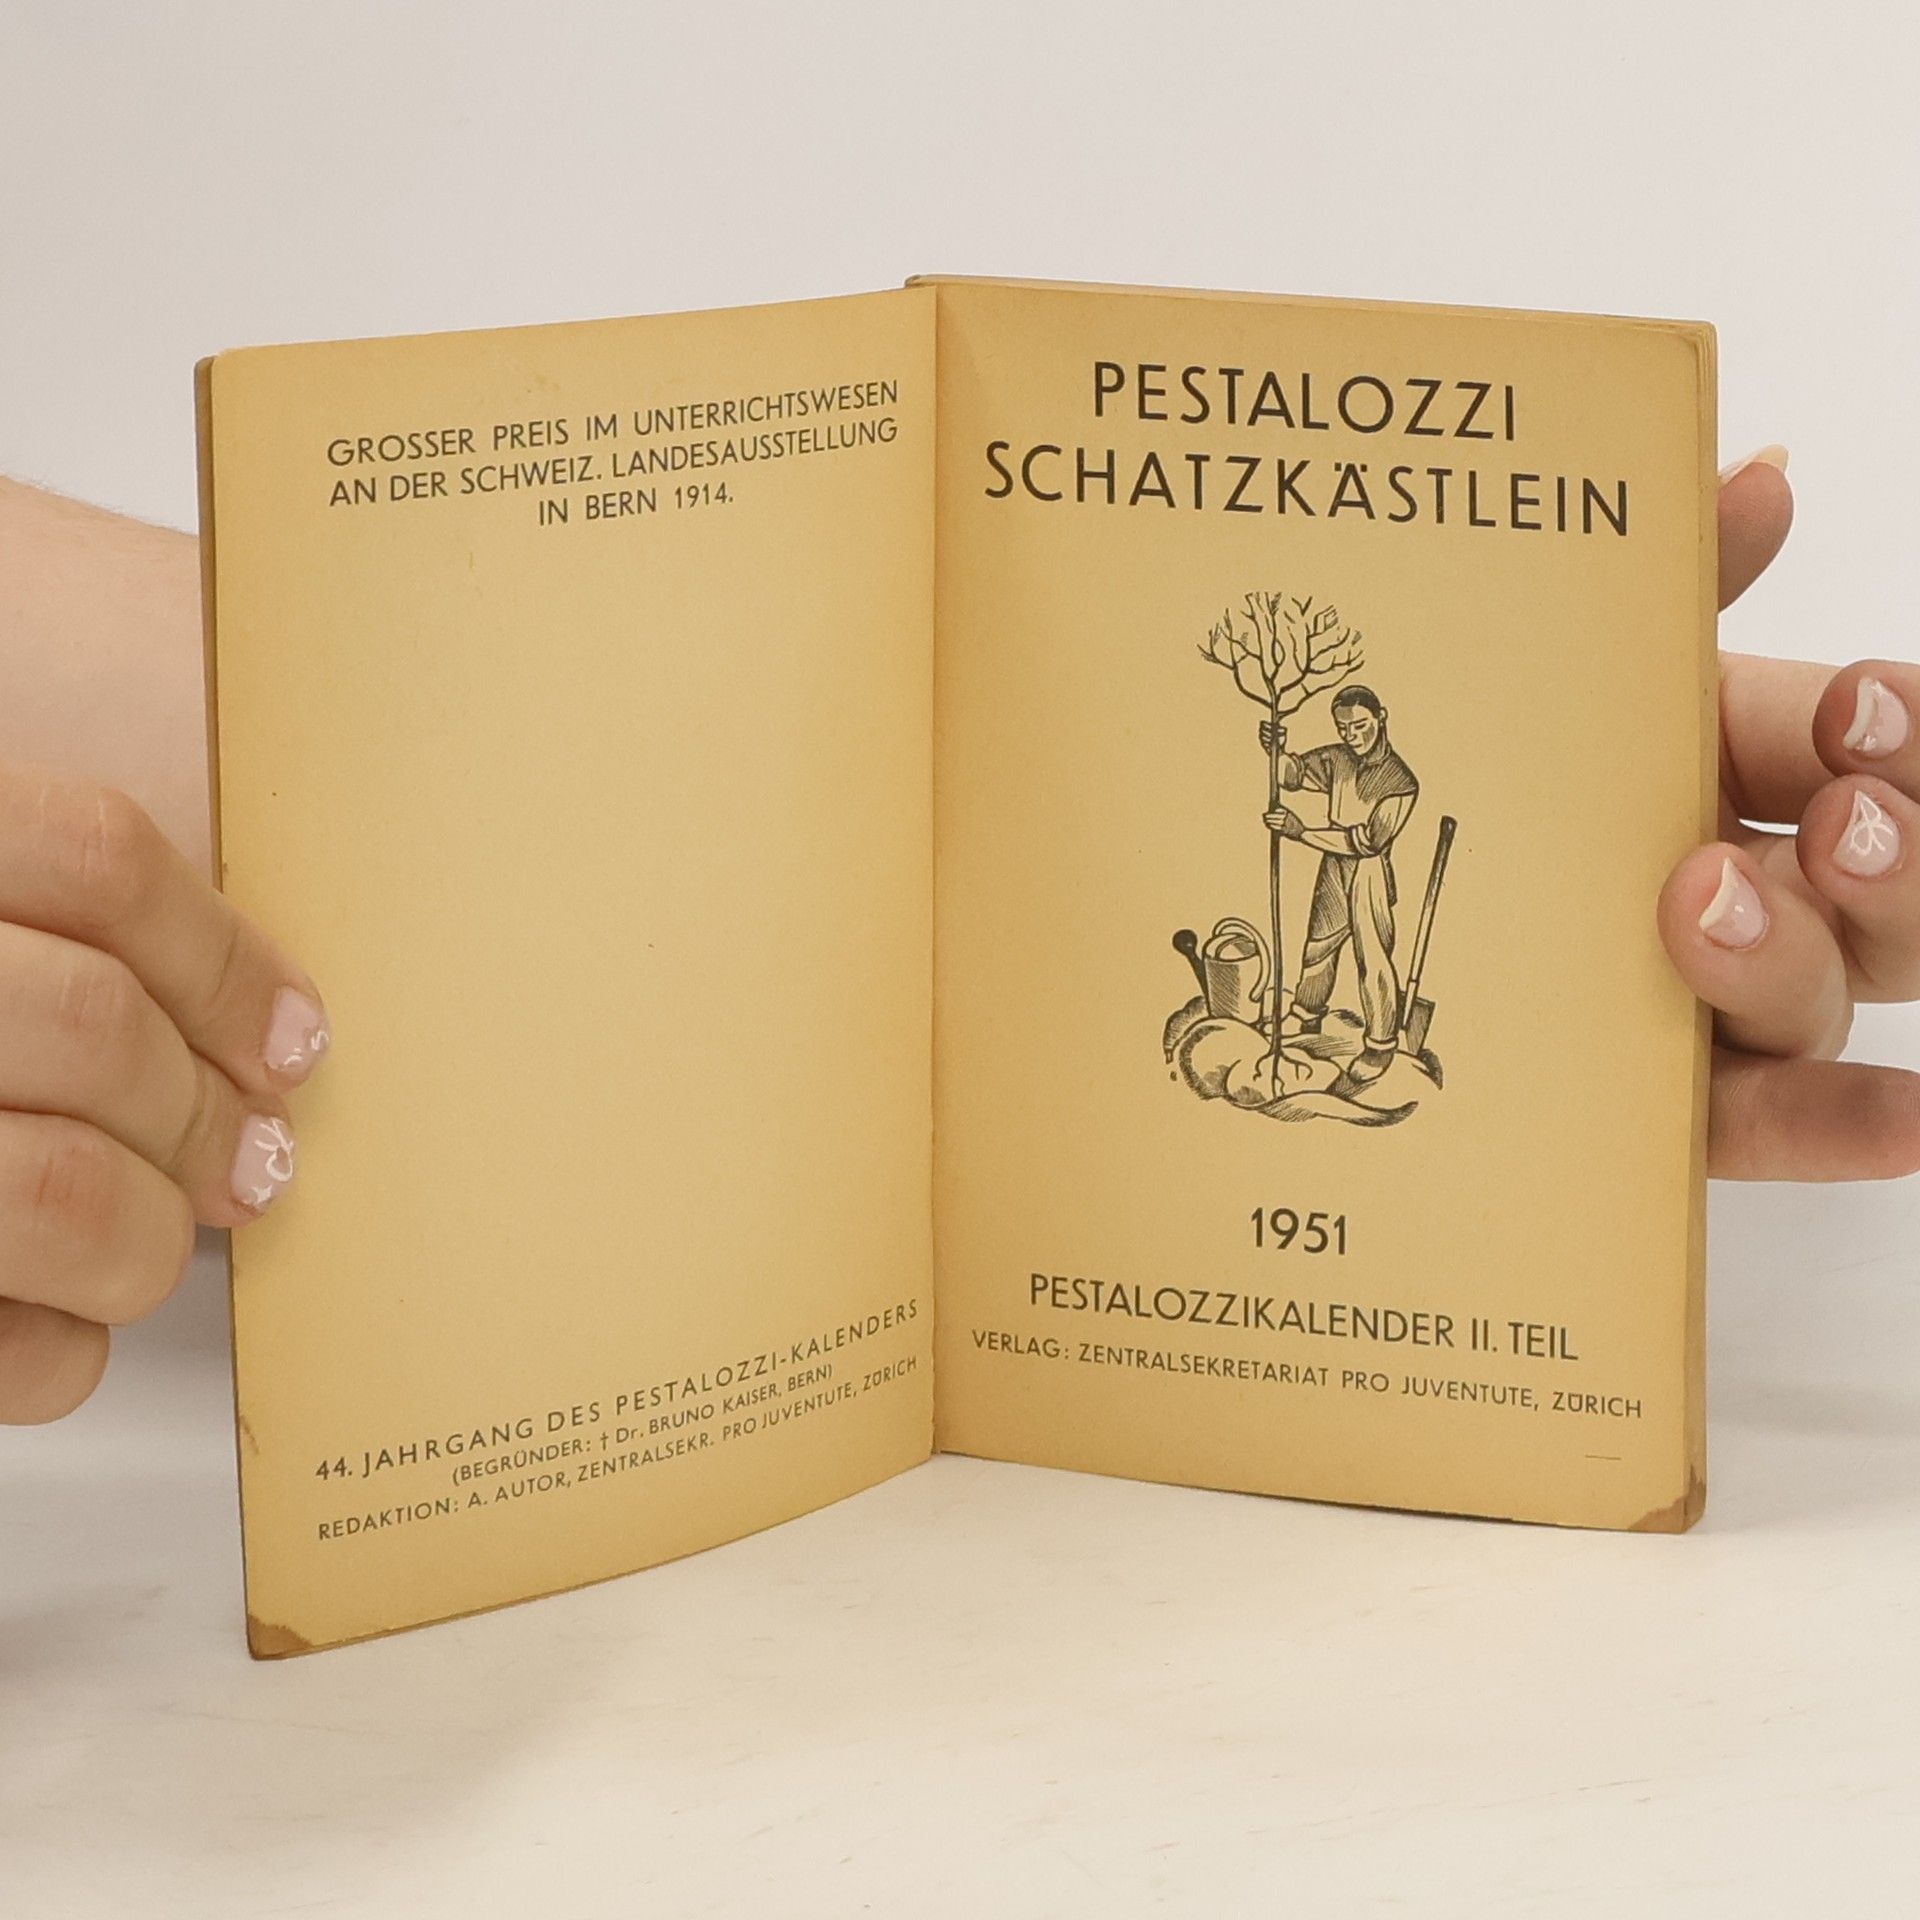 GROSSER PREIS IM UNTERRICHTSWESEN
AN DER SCHWEIZ. LANDESAUSSTELLUNG
IN BERN 1914.
44. JAHRGANG DES PESTALOZZI-KALENDERS
(BEGRÜNDER: † Dr. BRUNO KAISER, BERN)
REDAKTION: A. AUTOR, ZENTRALSEKR. PRO JUVENTUTE, ZÜRICH
PESTALOZZI
SCHATZKÄSTLEIN
1951
PESTALOZZIKALENDER II. TEIL
VERLAG: ZENTRALSEKRETARIAT PRO JUVENTUTE, ZÜRICH